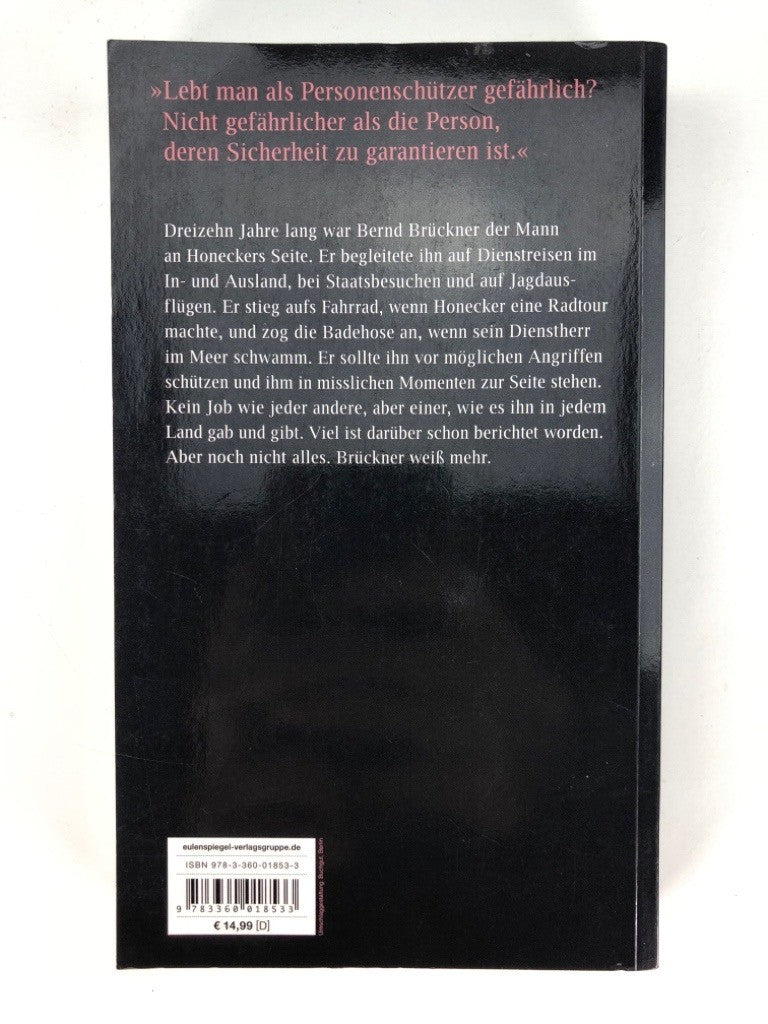 »Lebt man als Personenschützer gefährlich?
Nicht gefährlicher als die Person,
deren Sicherheit zu garantieren ist.«
Dreizehn Jahre lang war Bernd Brückner der Mann
an Honeckers Seite. Er begleitete ihn auf Dienstreisen im
In- und Ausland, bei Staatsbesuchen und auf Jagdaus-
flügen. Er stieg aufs Fahrrad, wenn Honecker eine Radtour
machte, und zog die Badehose an, wenn sein Dienstherr
im Meer schwamm. Er sollte ihn vor möglichen Angriffen
schützen und ihm in misslichen Momenten zur Seite stehen.
Kein Job wie jeder andere, aber einer, wie es ihn in jedem
Land gab und gibt. Viel ist darüber schon berichtet worden.
Aber noch nicht alles. Brückner weiß mehr.
eulenspiegel-verlagsgruppe.de
ISBN 978-3-360-01853-3
9 783360 018533
€ 14,99 [D]
Umschlaggestaltung: Buchgut, Berlin